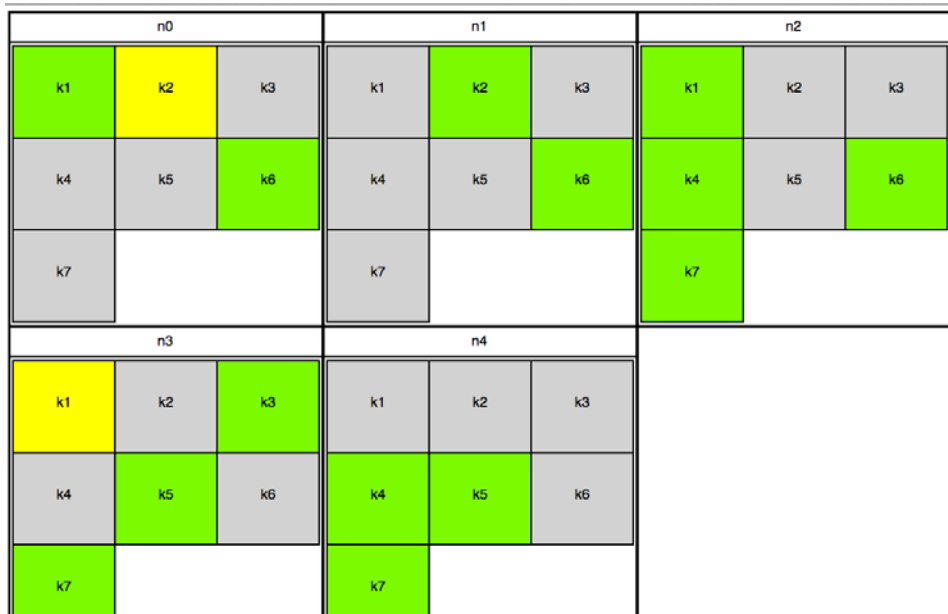 n0 n1 n2
k1 k2 k3 k1 k2 k3 k1 k2 k3
k4 k5 k6 k4 k5 k6 k4 k5 k6
k7 k7 k7
n3 n4
k1 k2 k3 k1 k2 k3
k4 k5 k6 k4 k5 k6
k7 k7